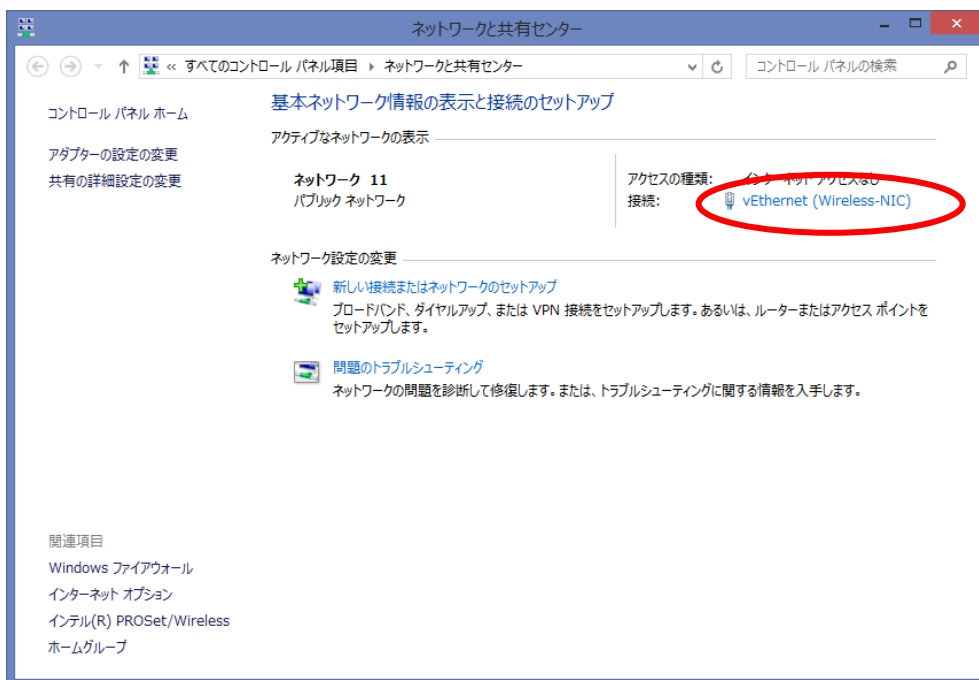 ネットワークと共有センター
« すべてのコントロール パネル項目 ネットワークと共有センター
コントロール パネルの検索
コントロール パネル ホーム
アダプターの設定の変更
共有の詳細設定の変更
基本ネットワーク情報の表示と接続のセットアップ
アクティブなネットワークの表示
ネットワーク 11
パブリック ネットワーク
アクセスの種類: インターネット アクセスなし
接続: vEthernet (Wireless-NIC)
ネットワーク設定の変更
新しい接続またはネットワークのセットアップ
ブロードバンド、ダイヤルアップ、または VPN 接続をセットアップします。あるいは、ルーターまたはアクセス ポイントを
セットアップします。
問題のトラブルシューティング
ネットワークの問題を診断して修復します。または、トラブルシューティングに関する情報を入手します。
関連項目
Windows ファイアウォール
インターネット オプション
インテル(R) PROSet/Wireless
ホームグループ